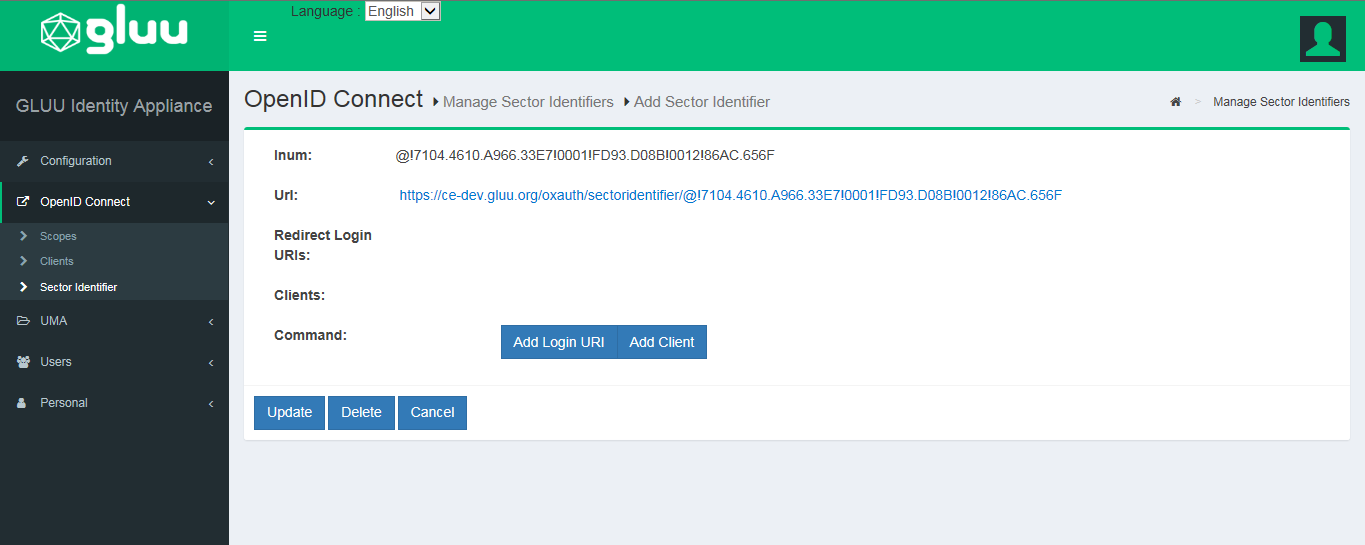 Language : English
gluu
GLUU Identity Appliance
Configuration
OpenID Connect
Scopes
Clients
Sector Identifier
UMA
Users
Personal
OpenID Connect Manage Sector Identifiers Add Sector Identifier
> Manage Sector Identifiers
Inum: @!7104.4610.A966.33E7!0001!FD93.D08B!0012!86AC.656F
Url: https://ce-dev.gluu.org/oxauth/sectoridentifier/@!7104.4610.A966.33E7!0001!FD93.D08B!0012!86AC.656F
Redirect Login
URIs:
Clients:
Command: Add Login URI Add Client
Update Delete Cancel